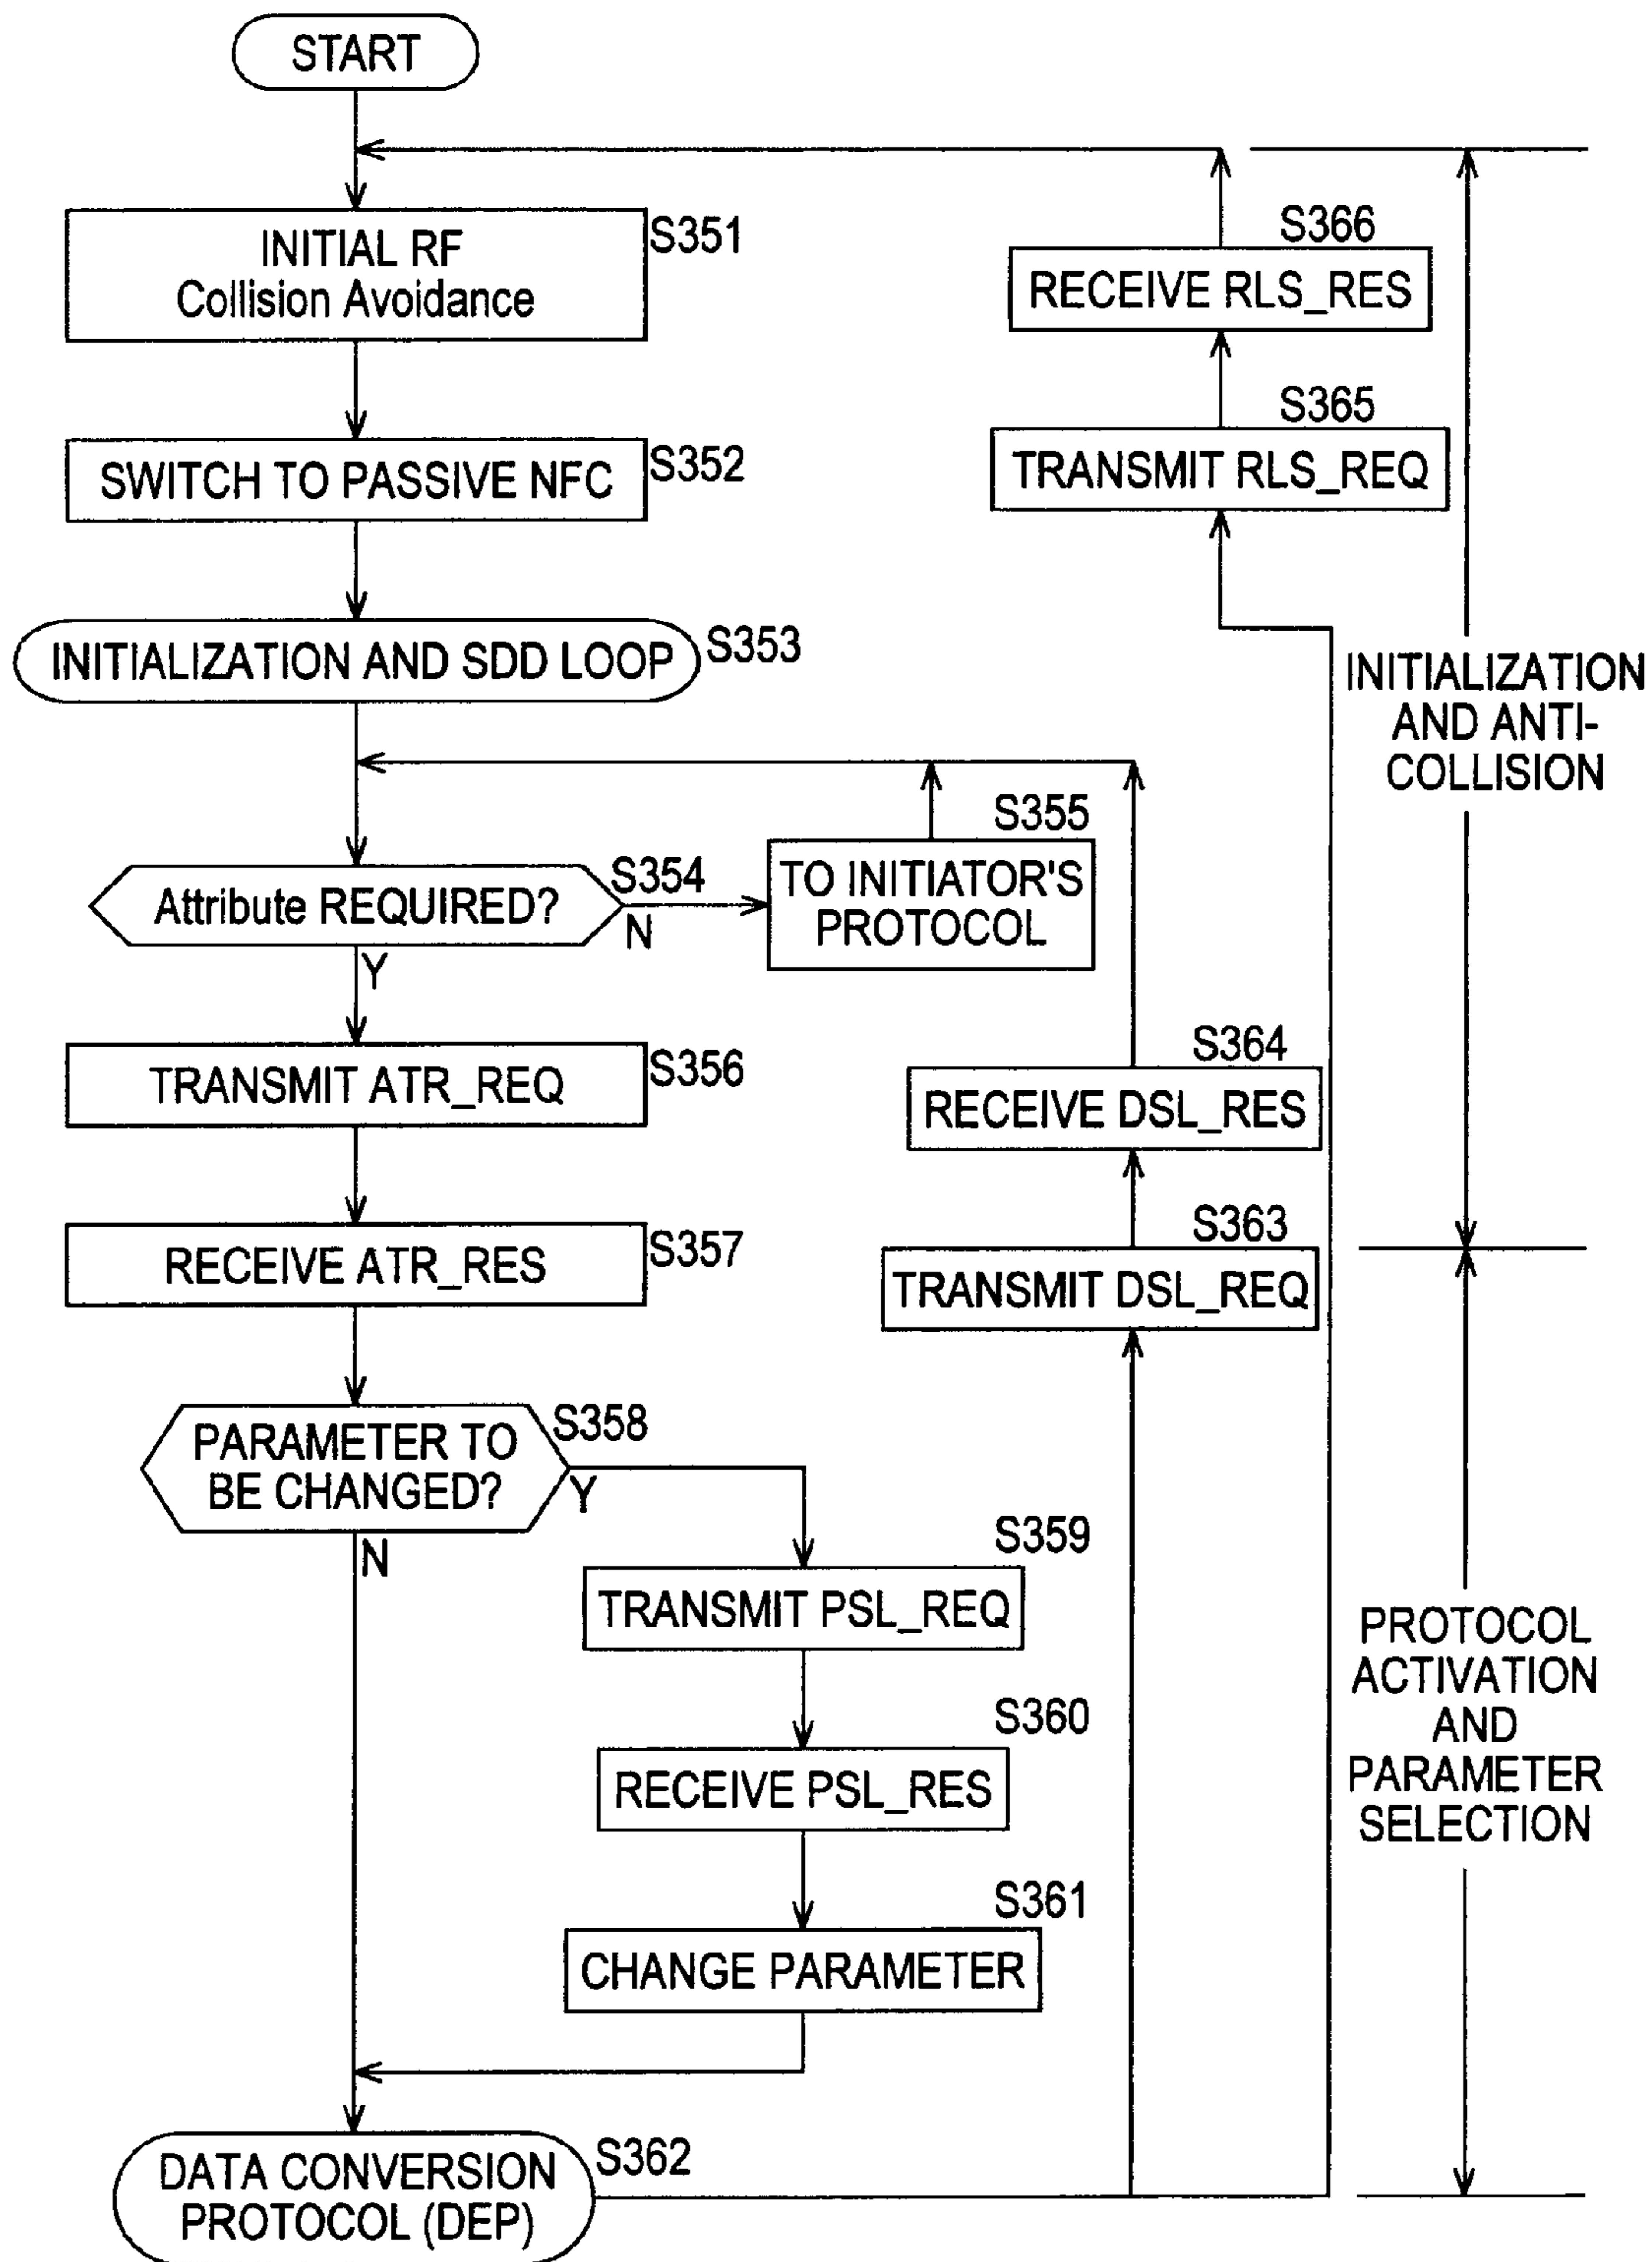 START
INITIAL RF
Collision Avoidance
S351
SWITCH TO PASSIVE NFC
S352
INITIALIZATION AND SDD LOOP
S353
Attribute REQUIRED?
S354
N
Y
TO INITIATOR'S
PROTOCOL
S355
TRANSMIT ATR_REQ
S356
RECEIVE ATR_RES
S357
PARAMETER TO
BE CHANGED?
S358
Y
N
S359
TRANSMIT PSL_REQ
S360
RECEIVE PSL_RES
S361
CHANGE PARAMETER
DATA CONVERSION
PROTOCOL (DEP)
S362
S363
TRANSMIT DSL_REQ
S364
RECEIVE DSL_RES
S365
TRANSMIT RLS_REQ
S366
RECEIVE RLS_RES
INITIALIZATION
AND ANTI-
COLLISION
PROTOCOL
ACTIVATION
AND
PARAMETER
SELECTION